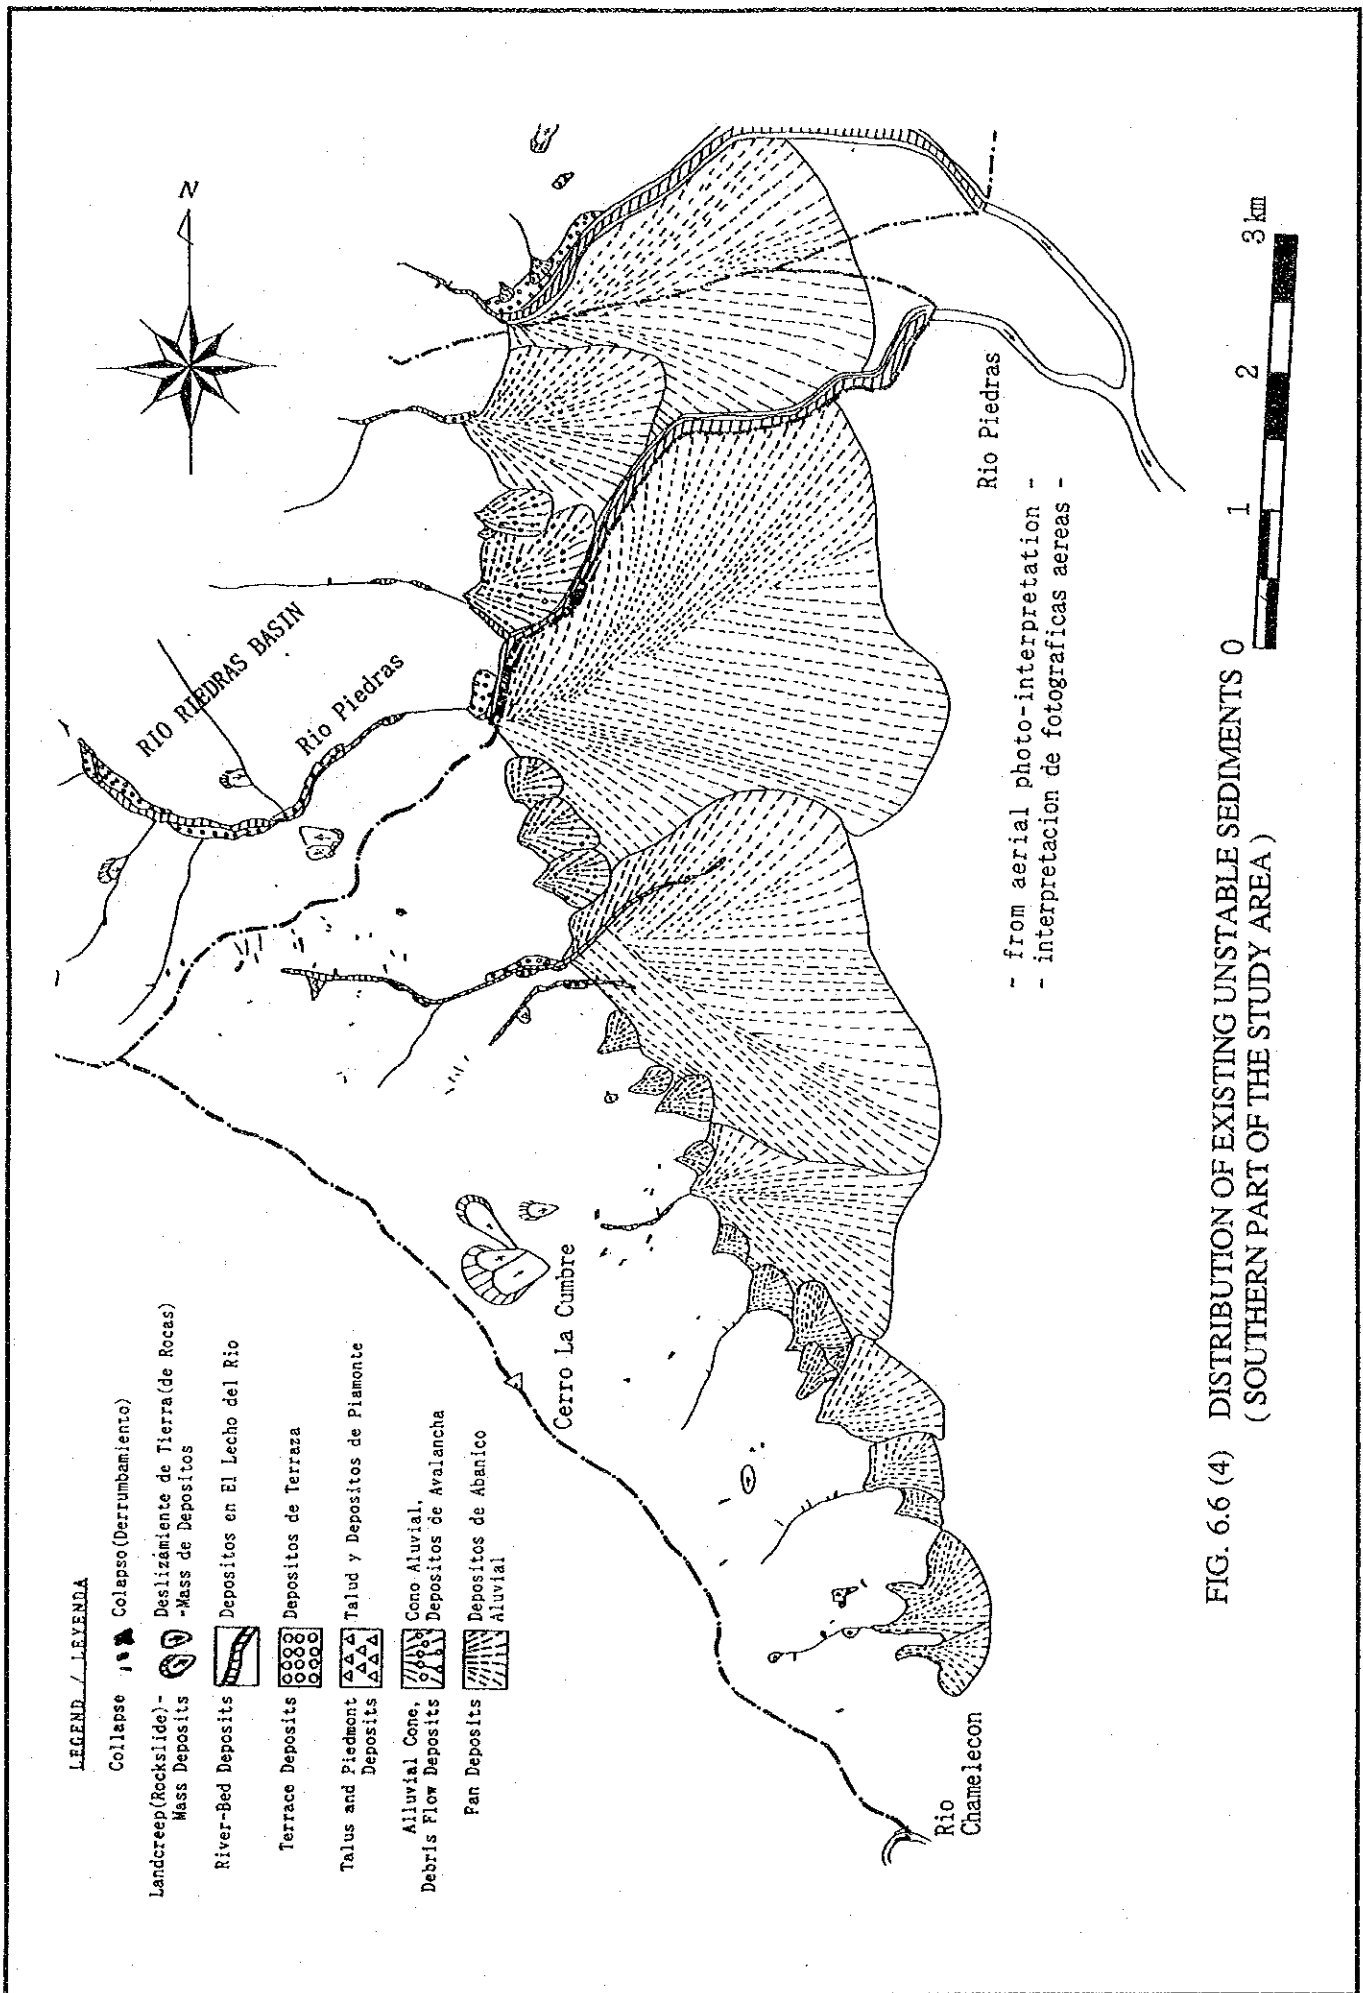 LEGEND / LEYENDA
Collapse Colapso(Derrumbamiento)
Landcreep(Rockslide)- Deslizamiente de Tierra(de Rocas)
Mass Deposits -Mass de Depositos
River-Bed Deposits Depositos en El Lecho del Rio
Terrace Deposits Depositos de Terraza
Talus and Piedmont Talud y Depositos de Piamonte
Deposits
Alluvial Cone, Cono Aluvial,
Debris Flow Deposits Depositos de Avalancha
Fan Deposits Depositos de Abanico
Aluvial
N
RIO RIEDRAS BASIN
Rio Piedras
Cerro La Cumbre
Rio
Chamelecon
Rio Piedras
- from aerial photo-interpretation -
- interpretacion de fotograficas aereas -
0 1 2 3km
FIG. 6.6 (4) DISTRIBUTION OF EXISTING UNSTABLE SEDIMENTS
( SOUTHERN PART OF THE STUDY AREA )